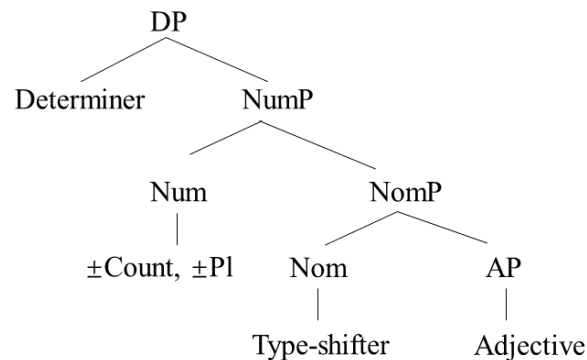 DP
Determiner NumP
Num NomP
±Count, ±Pl Nom AP
Type-shifter Adjective